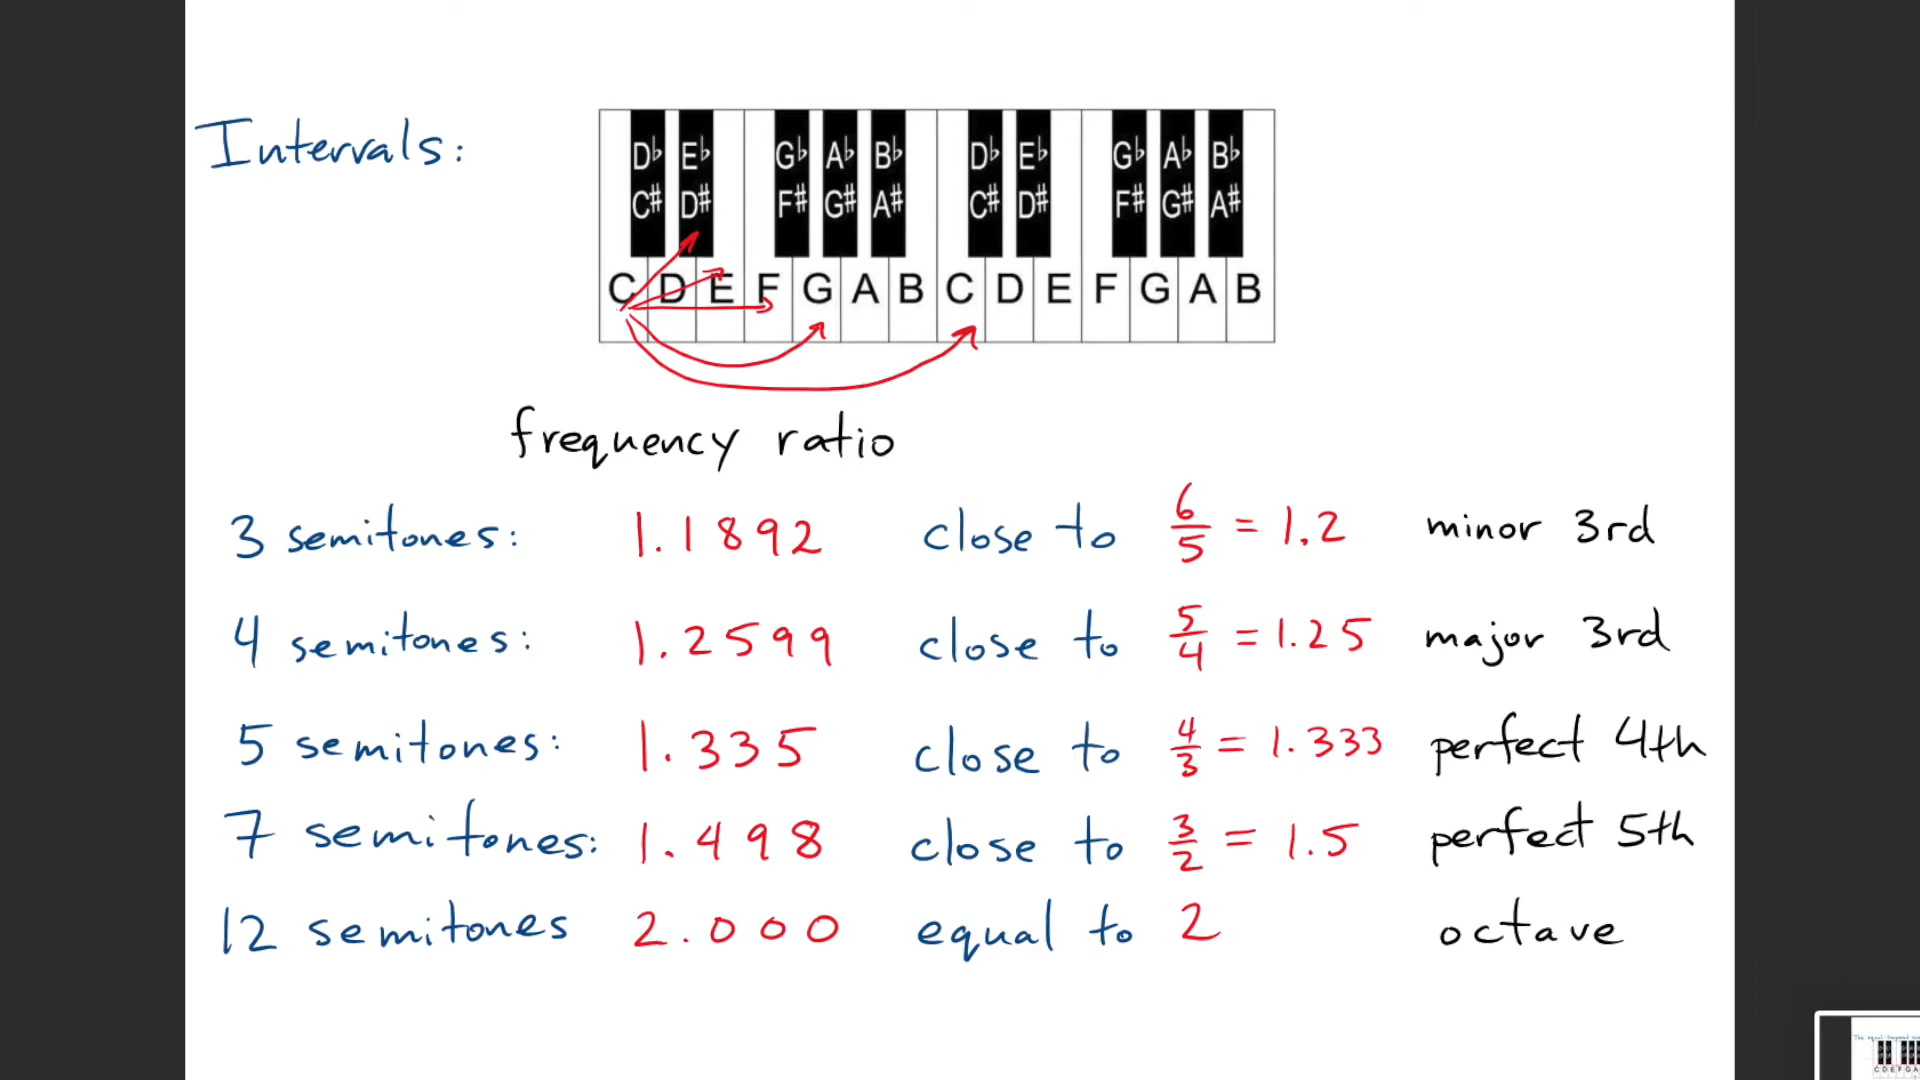 Intervals:
D♭ E♭ G♭ A♭ B♭ D♭ E♭ G♭ A♭ B♭
C# D# F# G# A# C# D# F# G# A#
C D E F G A B C D E F G A B
frequency ratio
3 semitones: 1.1892 close to 6/5 = 1.2 minor 3rd
4 semitones: 1.2599 close to 5/4 = 1.25 major 3rd
5 semitones: 1.335 close to 4/3 = 1.333 perfect 4th
7 semitones: 1.498 close to 3/2 = 1.5 perfect 5th
12 semitones 2.000 equal to 2 octave
The equal tempered
C D E F G A